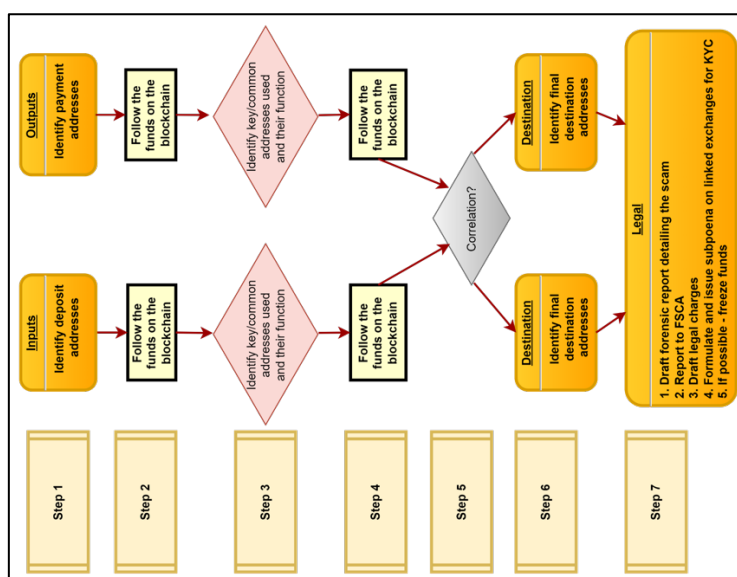 Step 1
Inputs
Identify deposit
addresses
Outputs
Identify payment
addresses
Step 2
Follow the
funds on the
blockchain
Follow the
funds on the
blockchain
Step 3
Identify key/common
addresses used
and their function
Identify key/common
addresses used
and their function
Step 4
Follow the
funds on the
blockchain
Follow the
funds on the
blockchain
Step 5
Correlation?
Step 6
Destination
Identify final
destination
addresses
Destination
Identify final
destination
addresses
Step 7
Legal
1. Draft forensic report detailing the scam
2. Report to FSCA
3. Draft legal charges
4. Formulate and issue subpoena on linked exchanges for KYC
5. If possible - freeze funds